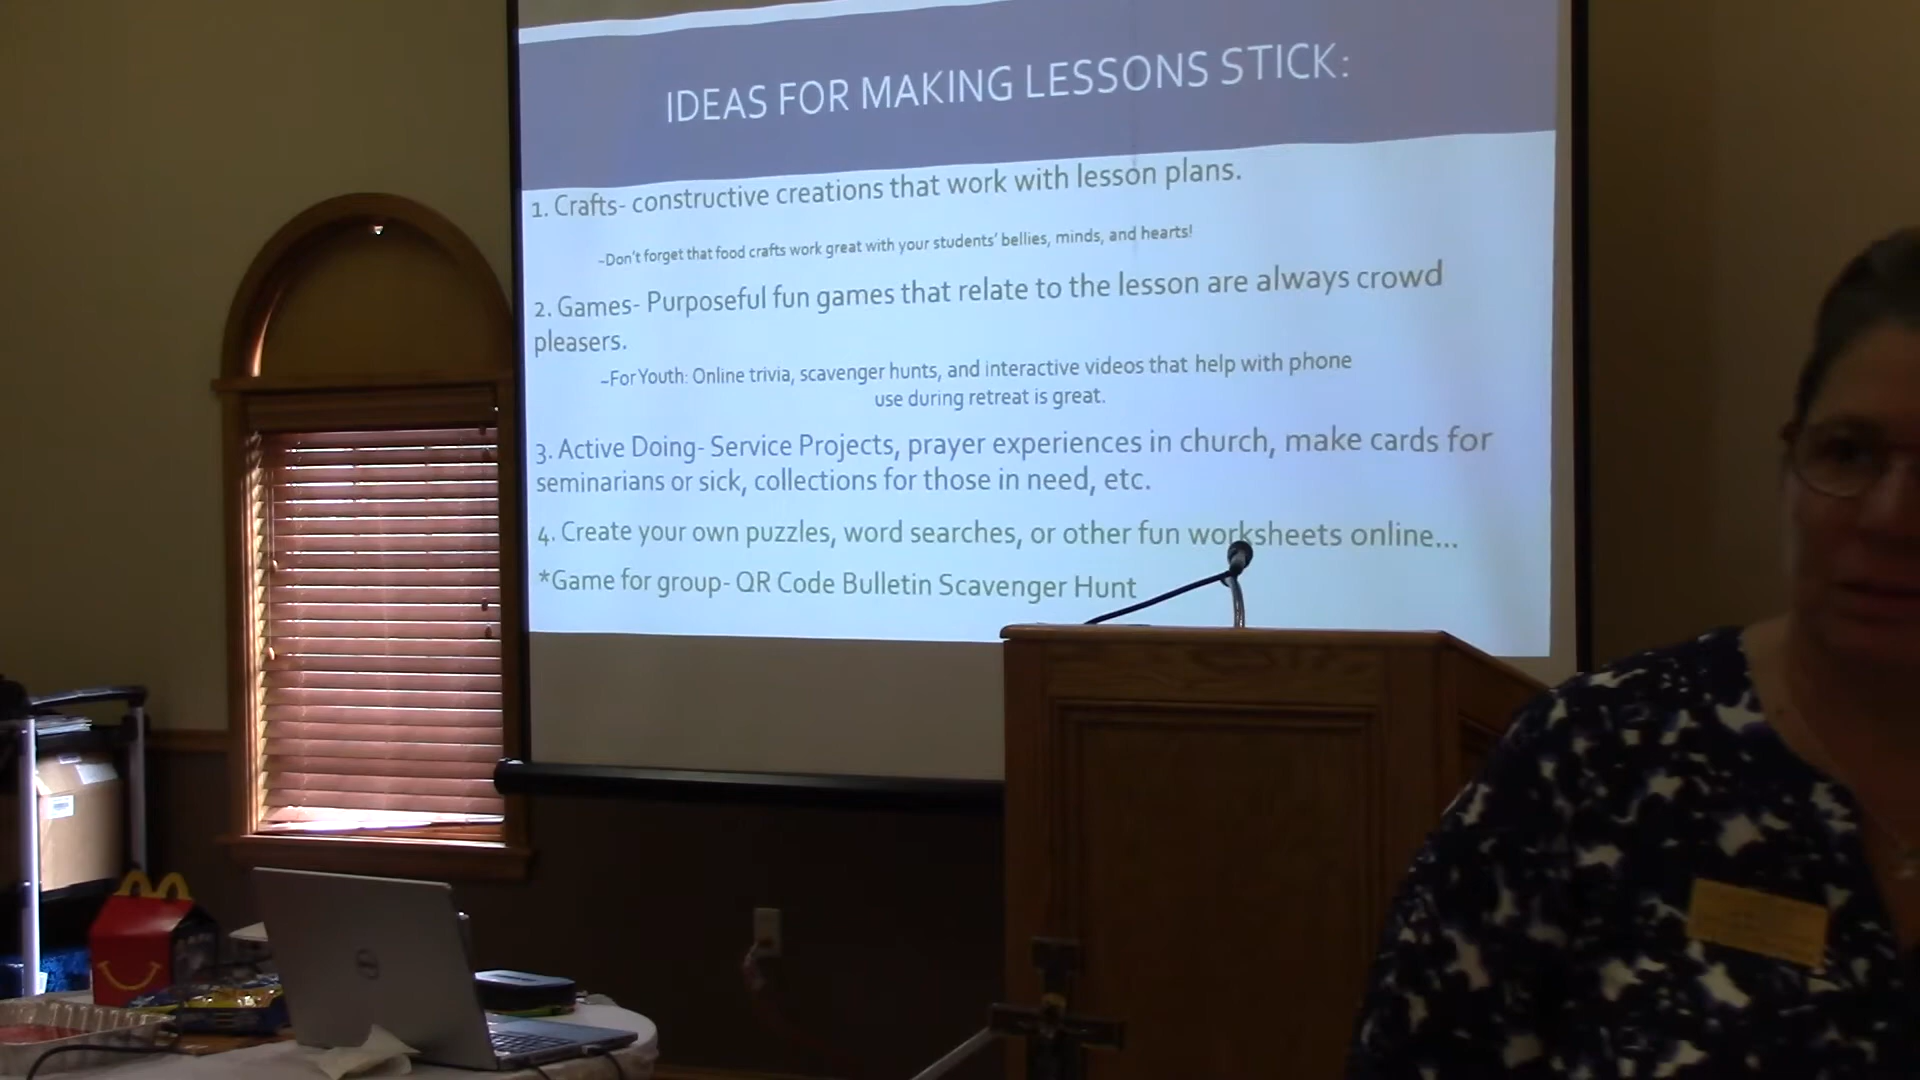 IDEAS FOR MAKING LESSONS STICK:
1. Crafts- constructive creations that work with lesson plans.
-Don't forget that food crafts work great with your students' bellies, minds, and hearts!
2. Games- Purposeful fun games that relate to the lesson are always crowd
pleasers.
-For Youth: Online trivia, scavenger hunts, and interactive videos that help with phone
use during retreat is great.
3. Active Doing- Service Projects, prayer experiences in church, make cards for
seminarians or sick, collections for those in need, etc.
4. Create your own puzzles, word searches, or other fun worksheets online...
*Game for group- QR Code Bulletin Scavenger Hunt